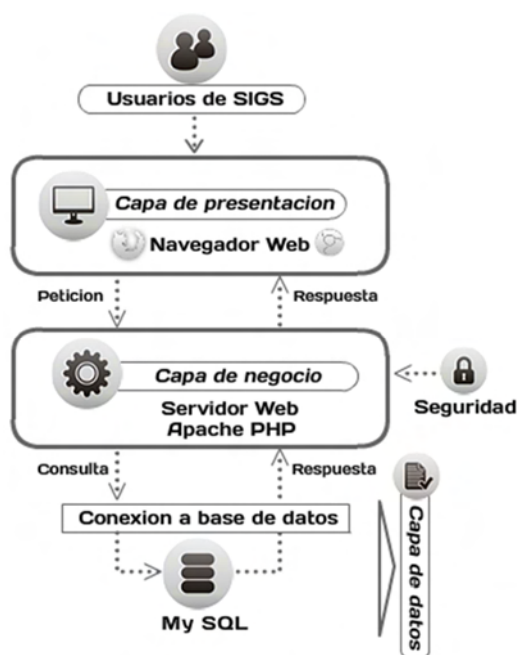 Usuarios de SIGS
Capa de presentacion
Navegador Web
Peticion
Respuesta
Capa de negocio
Servidor Web
Apache PHP
Seguridad
Consulta
Respuesta
Conexion a base de datos
My SQL
Capa de datos